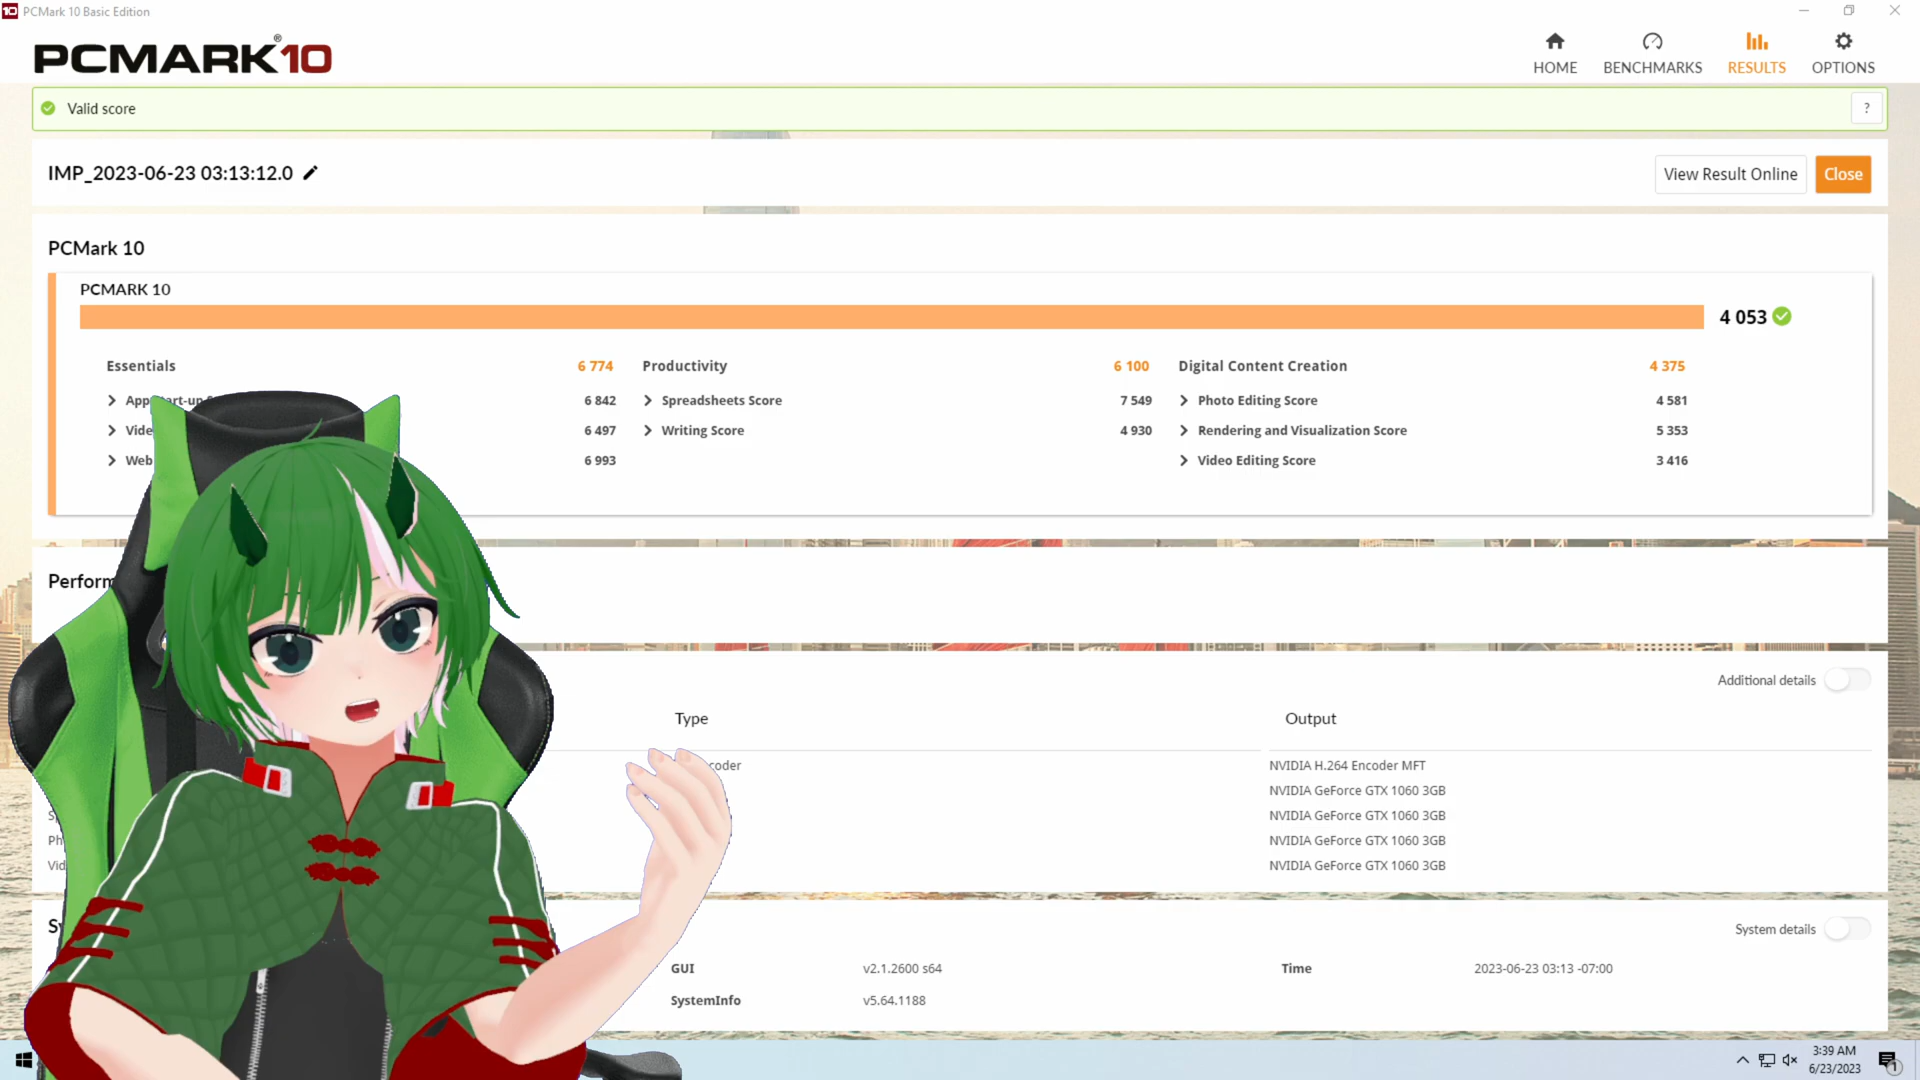 PCMark 10 Basic Edition
PCMARK® 10
HOME
BENCHMARKS
RESULTS
OPTIONS
Valid score
?
IMP_2023-06-23 03:13:12.0
View Result Online
Close
PCMark 10
PCMARK 10
4 053
Essentials 6 774
Productivity 6 100
Digital Content Creation 4 375
6 842
Spreadsheets Score 7 549
Photo Editing Score 4 581
6 497
Writing Score 4 930
Rendering and Visualization Score 5 353
Web 6 993
Video Editing Score 3 416
Additional details
Type
Output
NVIDIA H.264 Encoder MFT
NVIDIA GeForce GTX 1060 3GB
NVIDIA GeForce GTX 1060 3GB
NVIDIA GeForce GTX 1060 3GB
NVIDIA GeForce GTX 1060 3GB
System details
GUI v2.1.2600 s64
Time 2023-06-23 03:13 -07:00
SystemInfo v5.64.1188
3:39 AM
6/23/2023
1